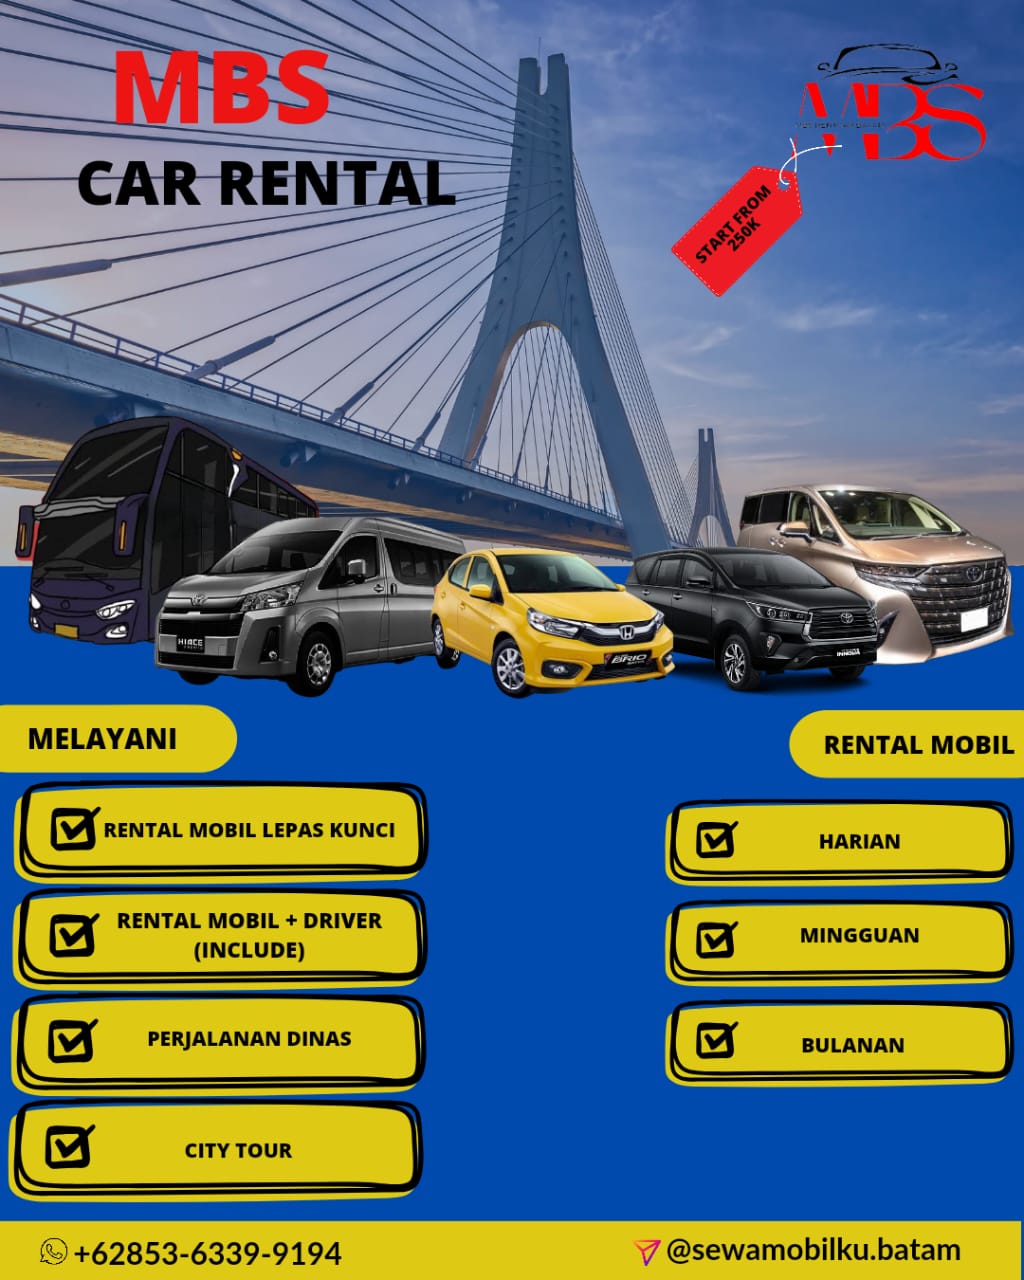 MBS
CAR RENTAL
MBS
START FROM
250K
HIACE
BRIO
INNOVA
MELAYANI
RENTAL MOBIL
RENTAL MOBIL LEPAS KUNCI
RENTAL MOBIL + DRIVER
(INCLUDE)
PERJALANAN DINAS
CITY TOUR
HARIAN
MINGGUAN
BULANAN
+62853-6339-9194
@sewamobilku.batam